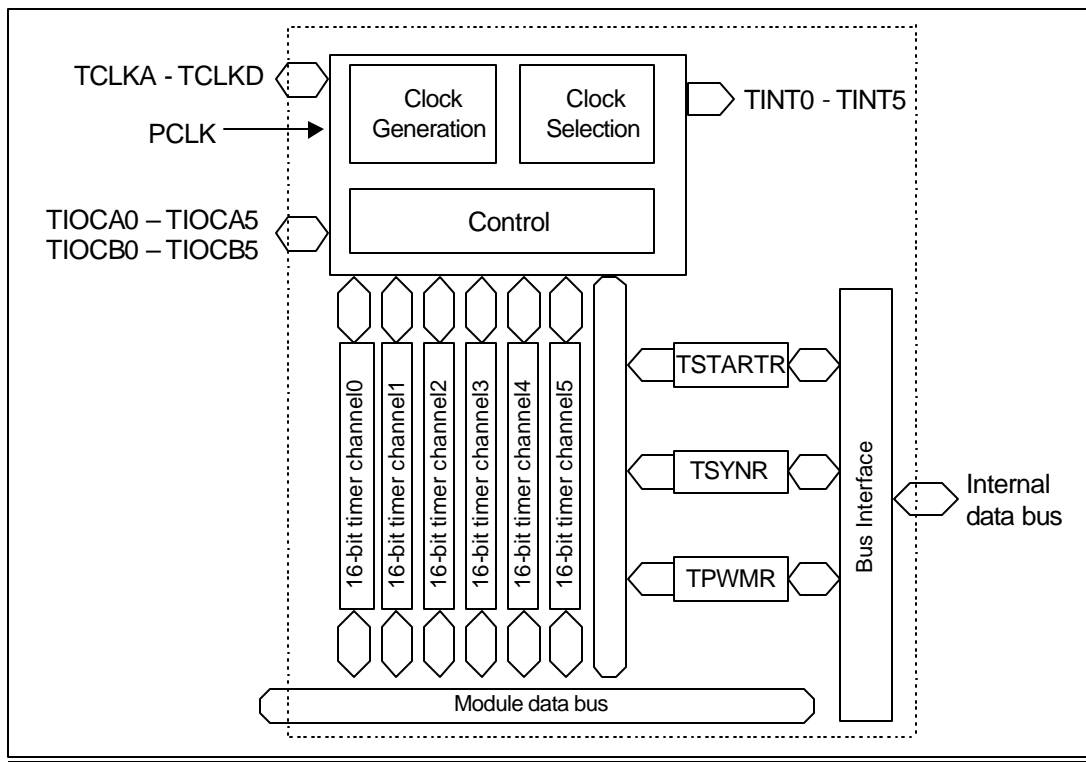 TCLKA - TCLKD
PCLK
TIOCA0 – TIOCA5
TIOCB0 – TIOCB5
Clock
Generation
Clock
Selection
Control
TINT0 - TINT5
16-bit timer channel0
16-bit timer channel1
16-bit timer channel2
16-bit timer channel3
16-bit timer channel4
16-bit timer channel5
TSTARTR
TSYNR
TPWMR
Bus Interface
Internal
data bus
Module data bus